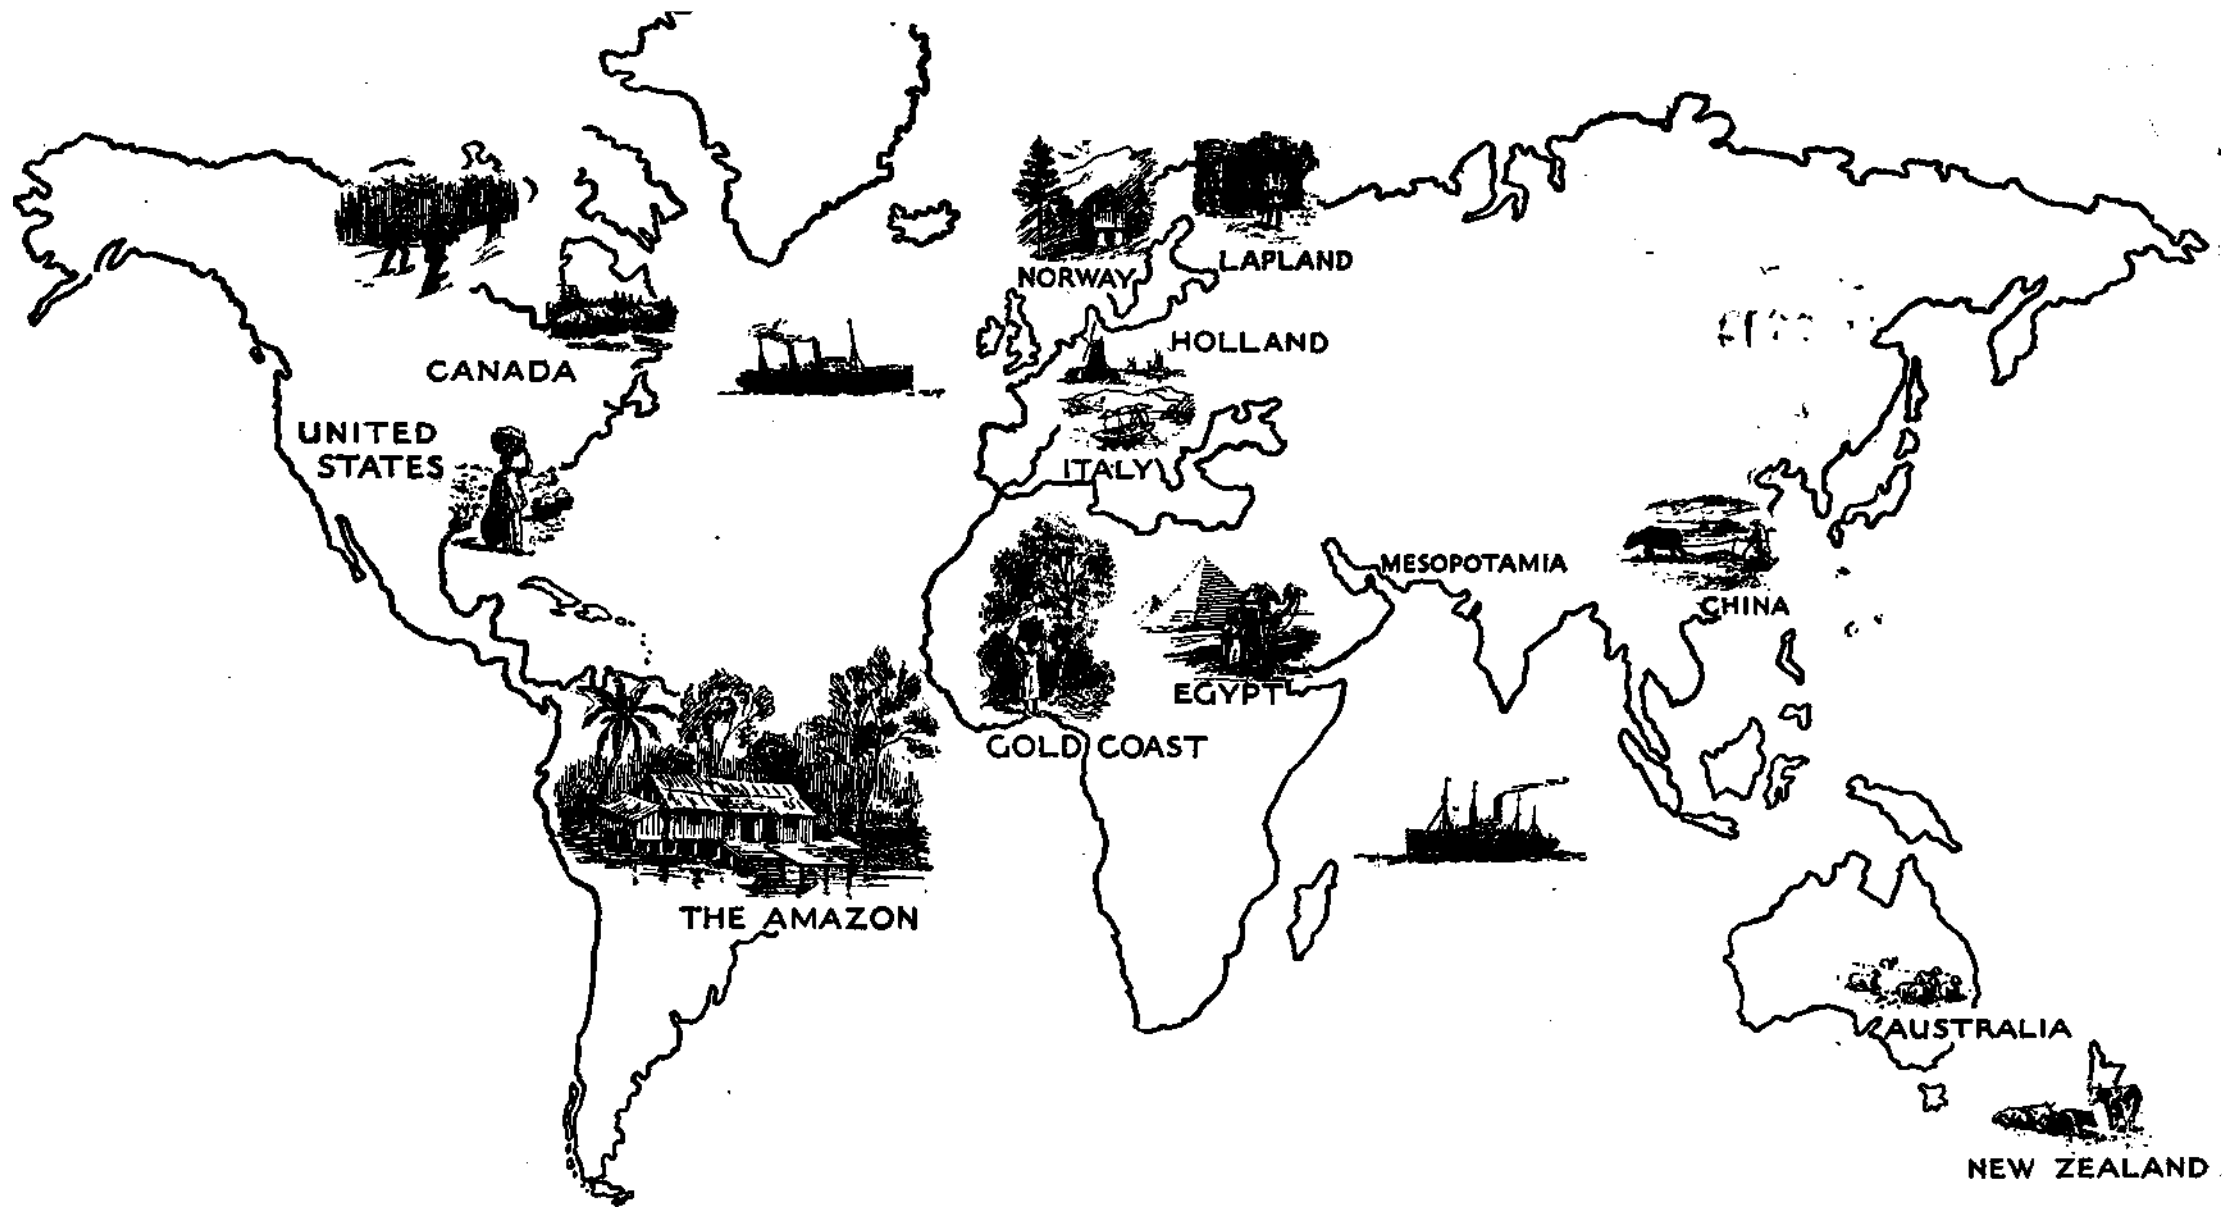 NORWAY
LAPLAND
HOLLAND
CANADA
UNITED
STATES
ITALY
MESOPOTAMIA
CHINA
EGYPT
GOLD COAST
THE AMAZON
AUSTRALIA
NEW ZEALAND